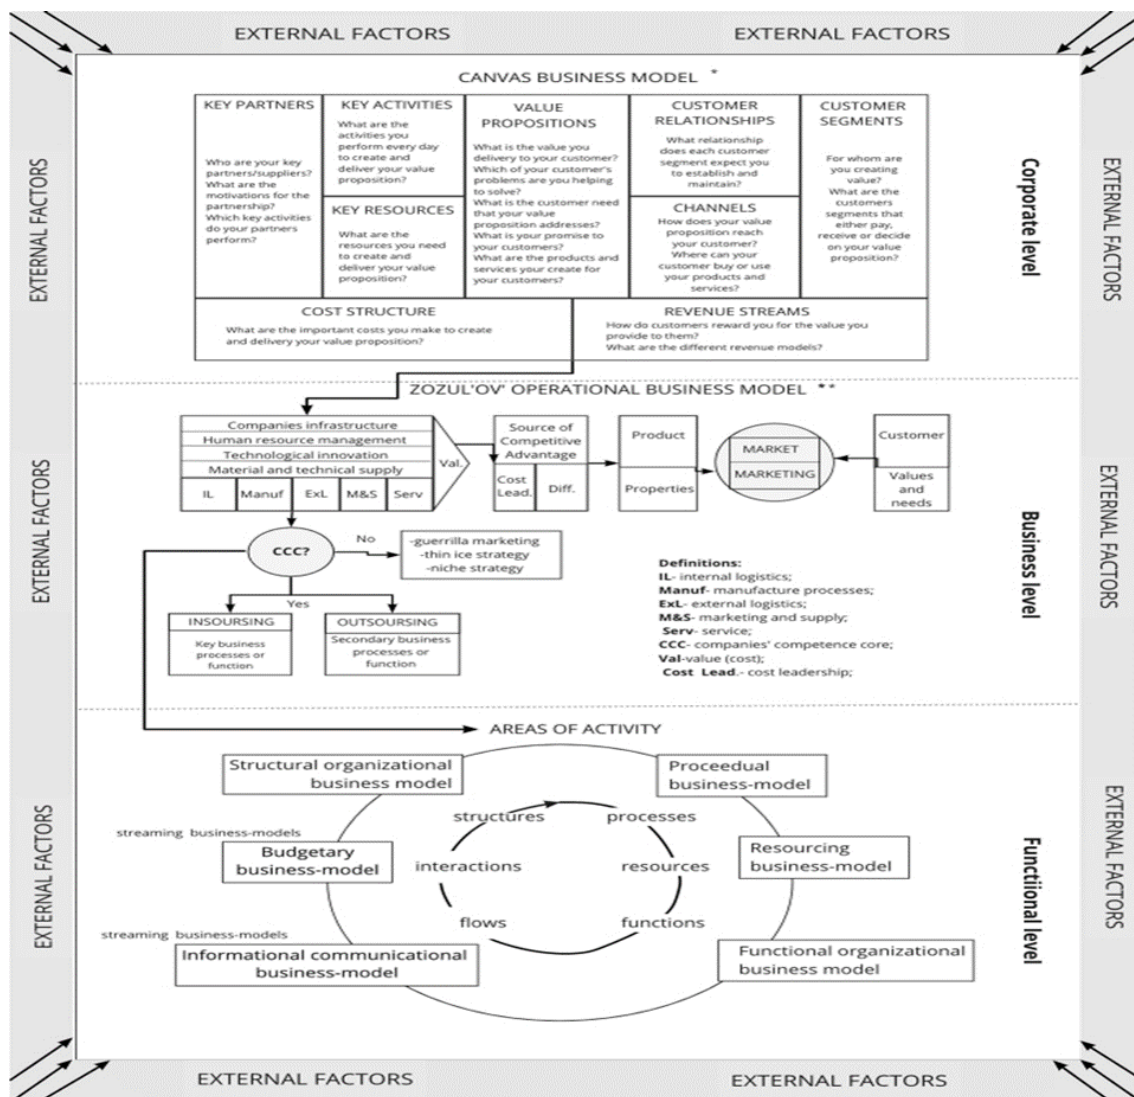 EXTERNAL FACTORS
EXTERNAL FACTORS
CANVAS BUSINESS MODEL *
KEY PARTNERS
Who are your key
partners/suppliers?
What are the
motivations for the
partnership?
Which key activities
do your partners
perform?
KEY ACTIVITIES
What are the
activities you
perform every day
to create and
deliver your value
proposition?
KEY RESOURCES
What are the
resources you need
to create and
deliver your value
proposition?
VALUE
PROPOSITIONS
What is the value you
delivery to your customer?
Which of your customer's
problems are you helping
to solve?
What is the customer need
that your value
proposition addresses?
What is your promise to
your customers?
What are the products and
services your create for
your customers?
CUSTOMER
RELATIONSHIPS
What relationship
does each customer
segment expect you
to establish and
maintain?
CHANNELS
How does your value
proposition reach
your customer?
Where can your
customer buy or use
your products and
services?
CUSTOMER
SEGMENTS
For whom are
you creating
value?
What are the
customers
segments that
either pay,
receive or decide
on your value
proposition?
COST STRUCTURE
What are the important costs you make to create
and delivery your value proposition?
REVENUE STREAMS
How do customers reward you for the value you
provide to them?
What are the different revenue models?
Corporate level
EXTERNAL FACTORS
EXTERNAL FACTORS
ZOZUL'OV' OPERATIONAL BUSINESS MODEL **
Companies infrastructure
Human resource management
Technological innovation
Material and technical supply
IL
Manuf
ExL
M&S
Serv
Val.
Source of
Competitive
Advantage
Cost
Lead.
Diff.
Product
Properties
MARKET
MARKETING
Customer
Values
and
needs
CCC?
No
-guerrilla marketing
-thin ice strategy
-niche strategy
Yes
INSOURSING
Key business
processes or
function
OUTSOURSING
Secondary business
processes or
function
Definitions:
IL- internal logistics;
Manuf- manufacture processes;
ExL- external logistics;
M&S- marketing and supply;
Serv- service;
CCC- companies' competence core;
Val-value (cost);
Cost Lead.- cost leadership;
Business level
EXTERNAL FACTORS
EXTERNAL FACTORS
AREAS OF ACTIVITY
Structural organizational
business model
Proceedual
business-model
structures
processes
streaming business-models
Budgetary
business-model
interactions
resources
Resourcing
business-model
flows
functions
streaming business-models
Informational communicational
business-model
Functional organizational
business model
Functiional level
EXTERNAL FACTORS
EXTERNAL FACTORS
EXTERNAL FACTORS
EXTERNAL FACTORS